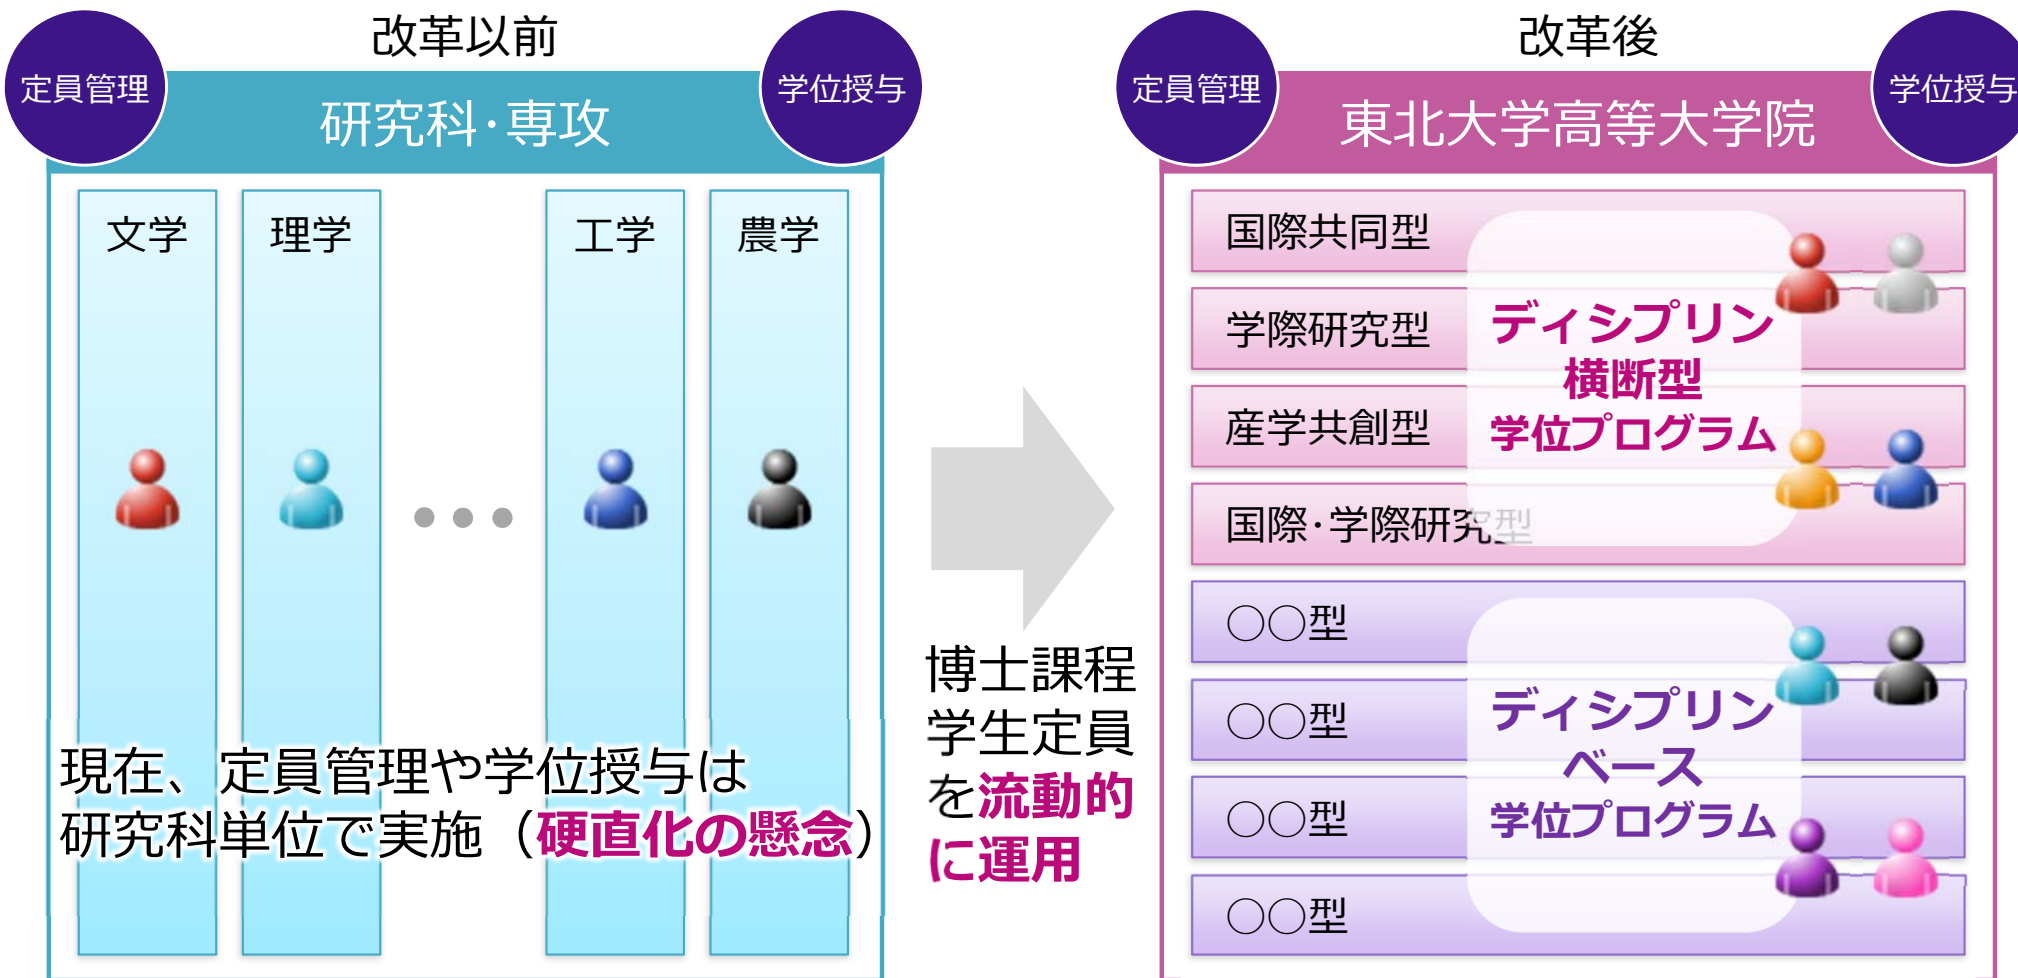 改革以前
定員管理
研究科・専攻
学位授与
文学
理学
工学
農学
現在、定員管理や学位授与は
研究科単位で実施（硬直化の懸念）
博士課程
学生定員
を流動的
に運用
改革後
定員管理
東北大学高等大学院
学位授与
国際共同型
学際研究型
産学共創型
国際・学際研究型
ディシプリン
横断型
学位プログラム
〇〇型
〇〇型
〇〇型
〇〇型
ディシプリン
ベース
学位プログラム